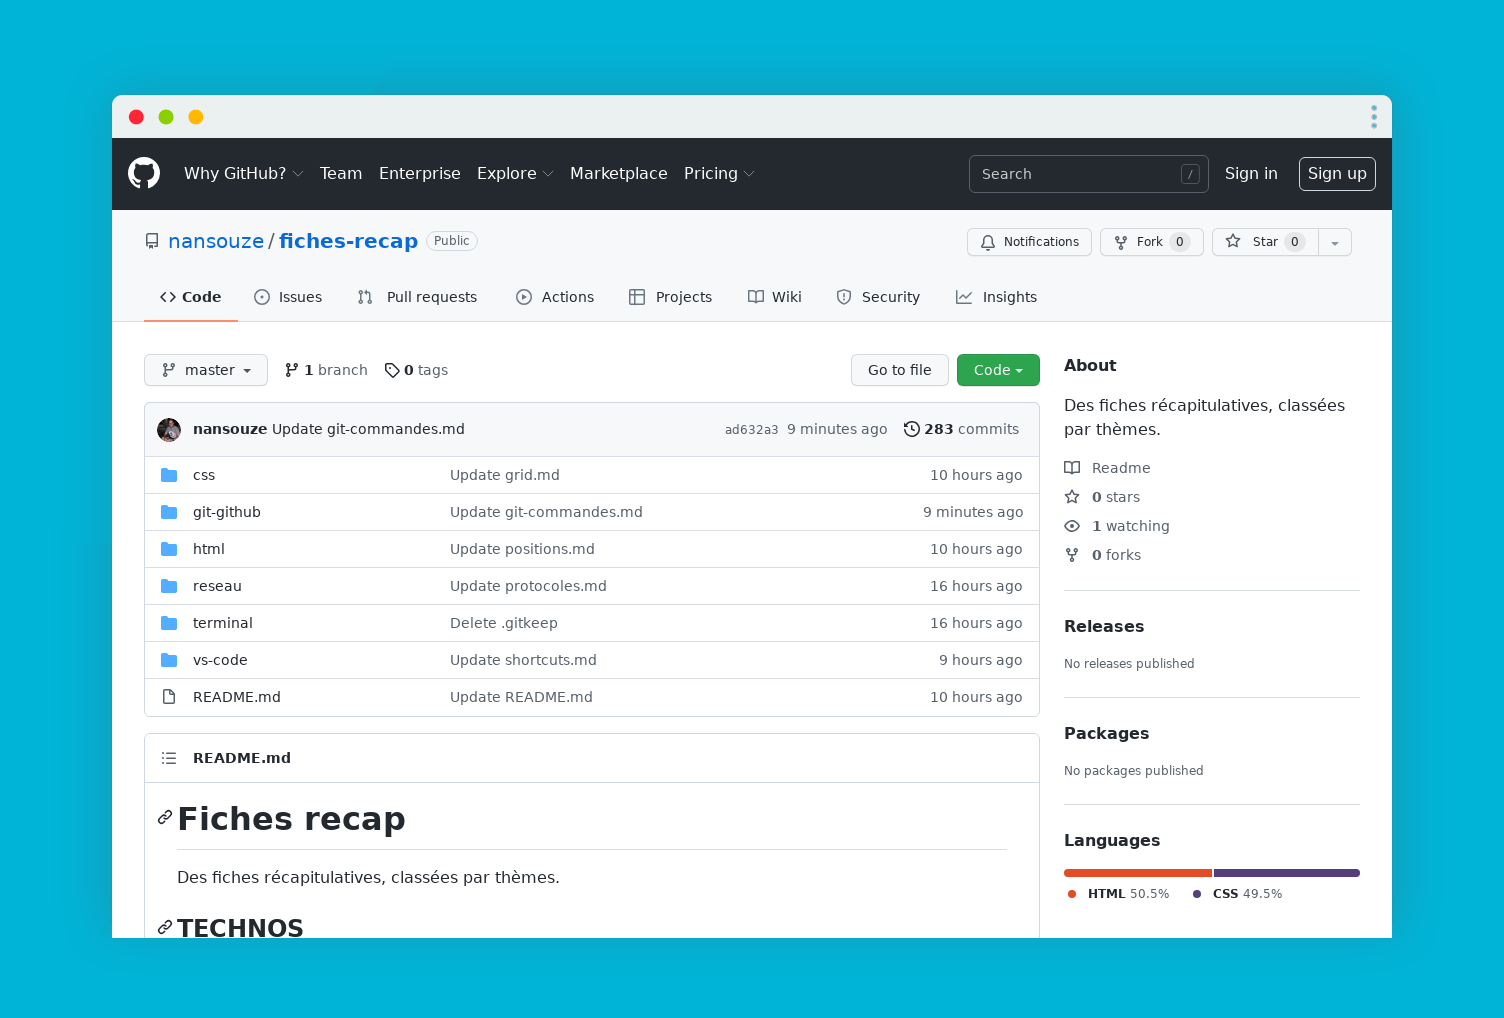 Why GitHub? Team Enterprise Explore Marketplace Pricing Search / Sign in Sign up
nansouze / fiches-recap Public Notifications Fork 0 Star 0
Code Issues Pull requests Actions Projects Wiki Security Insights
master 1 branch 0 tags Go to file Code
nansouze Update git-commandes.md ad632a3 9 minutes ago 283 commits
css Update grid.md 10 hours ago
git-github Update git-commandes.md 9 minutes ago
html Update positions.md 10 hours ago
reseau Update protocoles.md 16 hours ago
terminal Delete .gitkeep 16 hours ago
vs-code Update shortcuts.md 9 hours ago
README.md Update README.md 10 hours ago
README.md
Fiches recap
Des fiches récapitulatives, classées par thèmes.
TECHNOS
About
Des fiches récapitulatives, classées
par thèmes.
Readme
0 stars
1 watching
0 forks
Releases
No releases published
Packages
No packages published
Languages
HTML 50.5% CSS 49.5%